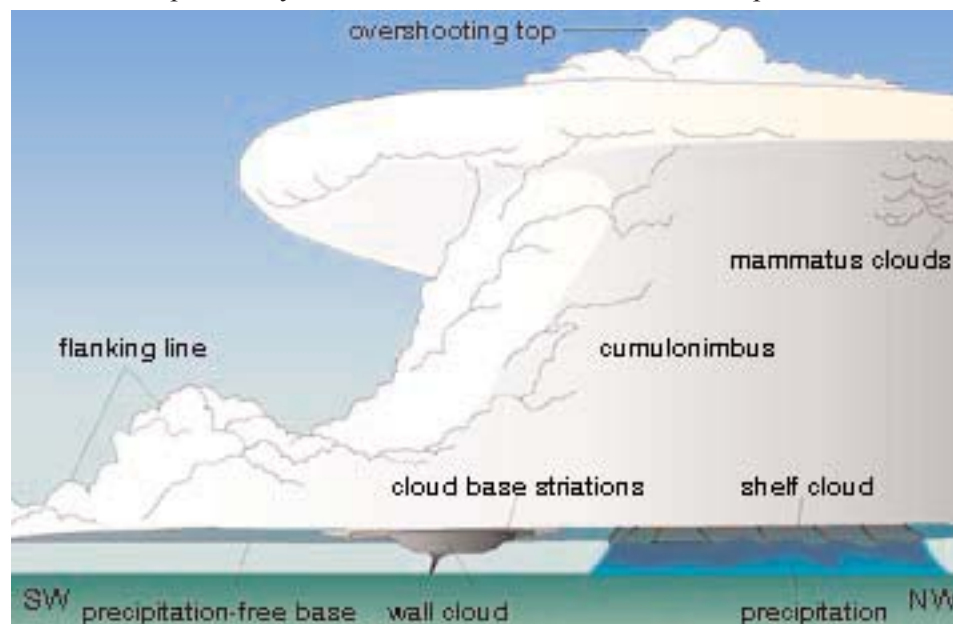 overshooting top
mammatus clouds
flanking line
cumulonimbus
cloud base striations
shelf cloud
SW
precipitation-free base
wall cloud
precipitation
NW